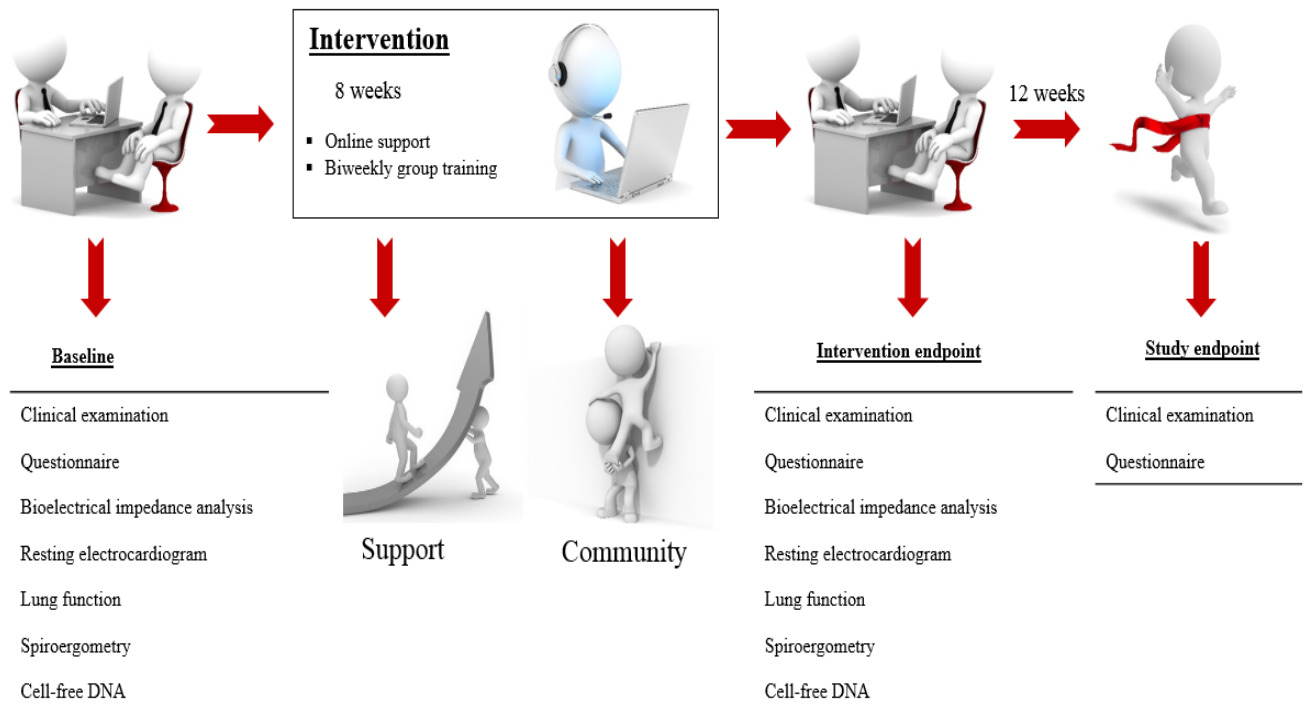 Intervention
8 weeks
▪ Online support
▪ Biweekly group training
12 weeks
Baseline
Clinical examination
Questionnaire
Bioelectrical impedance analysis
Resting electrocardiogram
Lung function
Spiroergometry
Cell-free DNA
Support
Community
Intervention endpoint
Clinical examination
Questionnaire
Bioelectrical impedance analysis
Resting electrocardiogram
Lung function
Spiroergometry
Cell-free DNA
Study endpoint
Clinical examination
Questionnaire